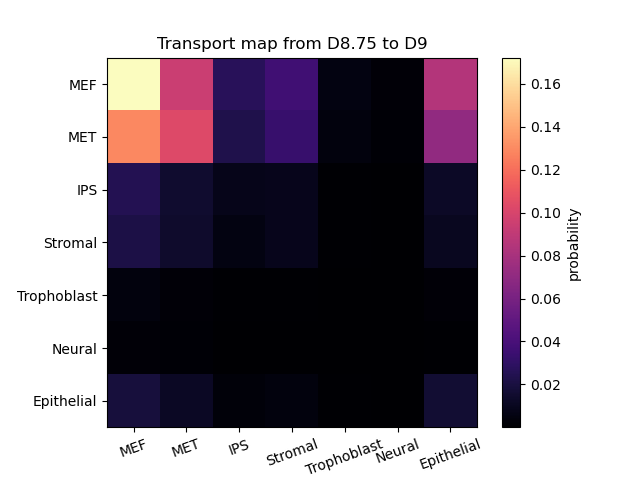 Transport map from D8.75 to D9
MEF
MET
IPS
Stromal
Trophoblast
Neural
Epithelial
MEF
MET
IPS
Stromal
Trophoblast
Neural
Epithelial
0.16
0.14
0.12
0.10
0.08
0.06
0.04
0.02
probability